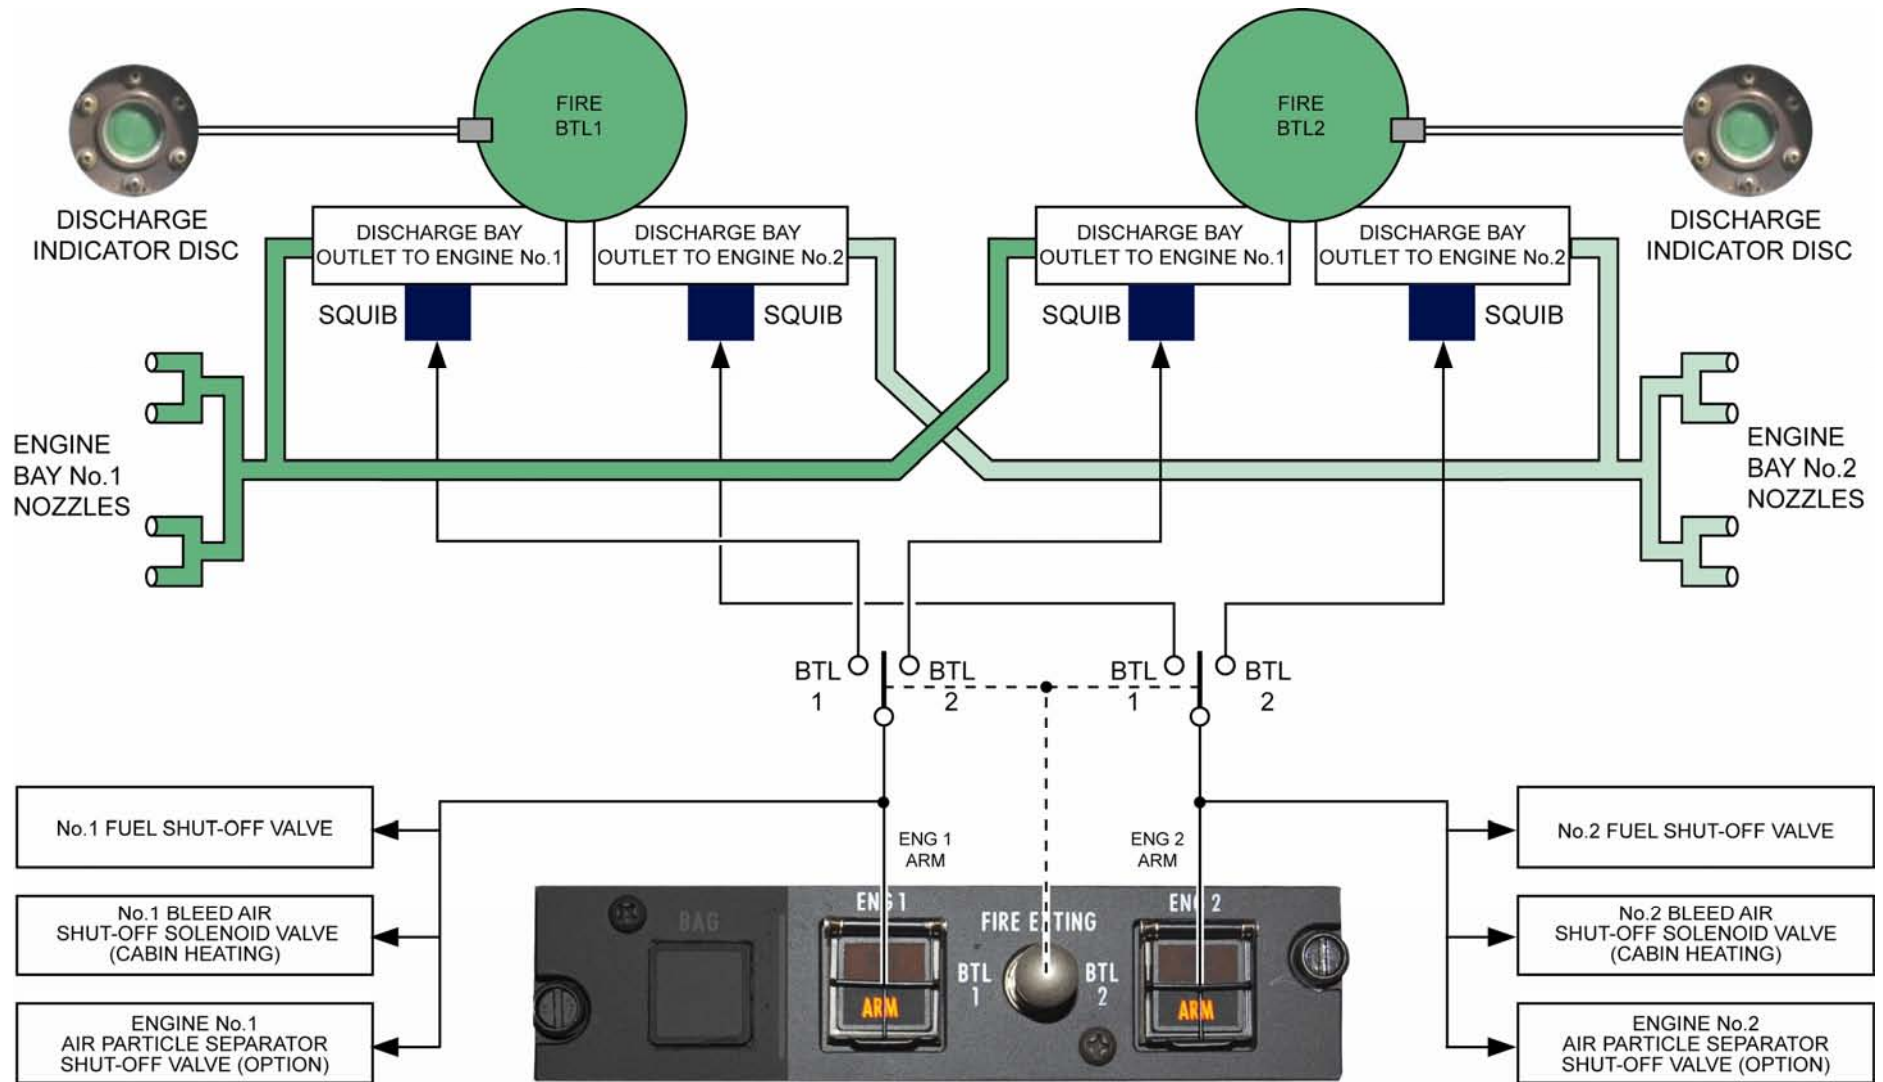 FIRE
BTL1
FIRE
BTL2
DISCHARGE
INDICATOR DISC
DISCHARGE BAY
OUTLET TO ENGINE No.1
DISCHARGE BAY
OUTLET TO ENGINE No.2
DISCHARGE BAY
OUTLET TO ENGINE No.1
DISCHARGE BAY
OUTLET TO ENGINE No.2
DISCHARGE
INDICATOR DISC
SQUIB
SQUIB
SQUIB
SQUIB
ENGINE
BAY No.1
NOZZLES
ENGINE
BAY No.2
NOZZLES
BTL
1
BTL
2
BTL
1
BTL
2
No.1 FUEL SHUT-OFF VALVE
No.1 BLEED AIR
SHUT-OFF SOLENOID VALVE
(CABIN HEATING)
ENGINE No.1
AIR PARTICLE SEPARATOR
SHUT-OFF VALVE (OPTION)
ENG 1
ARM
ENG 2
ARM
BAG
ENG 1
FIRE EXTING
ENG 2
BTL
1
BTL
2
ARM
ARM
No.2 FUEL SHUT-OFF VALVE
No.2 BLEED AIR
SHUT-OFF SOLENOID VALVE
(CABIN HEATING)
ENGINE No.2
AIR PARTICLE SEPARATOR
SHUT-OFF VALVE (OPTION)